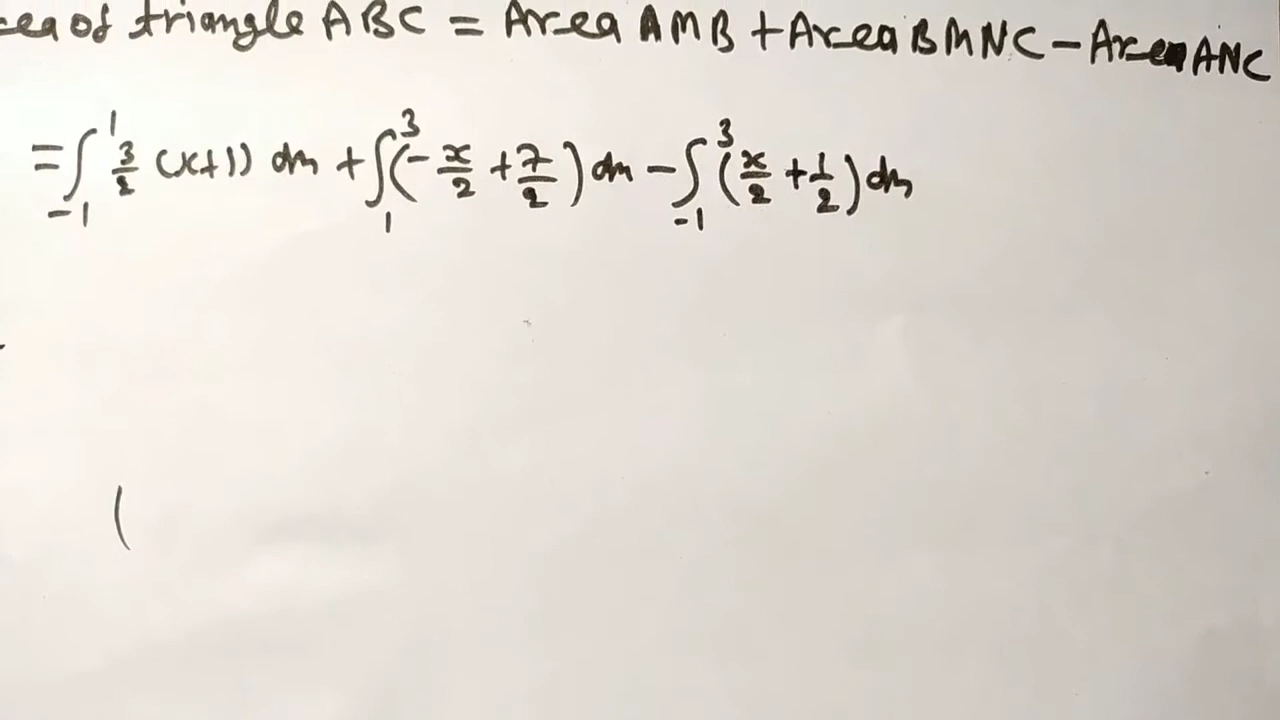 ea of triangle ABC = Area AMB + Area BMNC - Area ANC
= ∫_{-1}^{1} 3/2 (x+1) dx + ∫_{1}^{3} (-x/2 + 7/2) dx - ∫_{-1}^{3} (x/2 + 1/2) dx
(